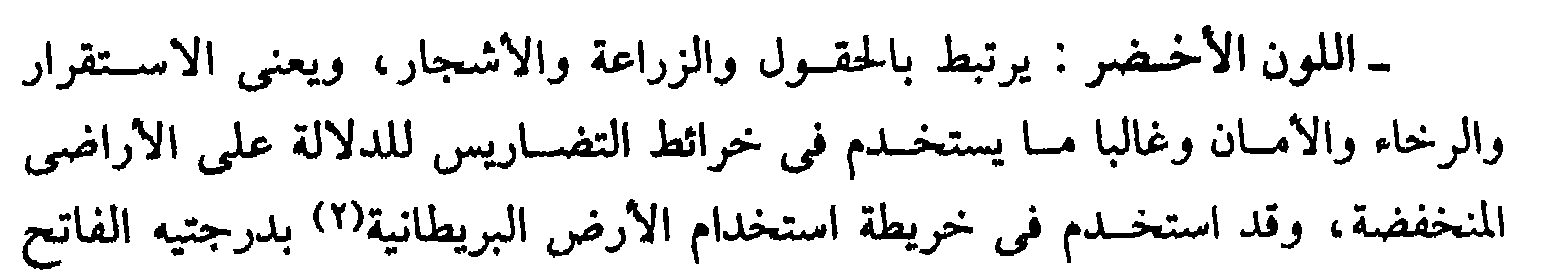 ـ اللون الأخضر : يرتبط بالحقول والزراعة والأشجار، ويعنى الاستقرار
والرخاء والأمان وغالبا ما يستخدم فى خرائط التضاريس للدلالة على الأراضى
المنخفضة، وقد استخدم فى خريطة استخدام الأرض البريطانية(٢) بدرجتيه الفاتح